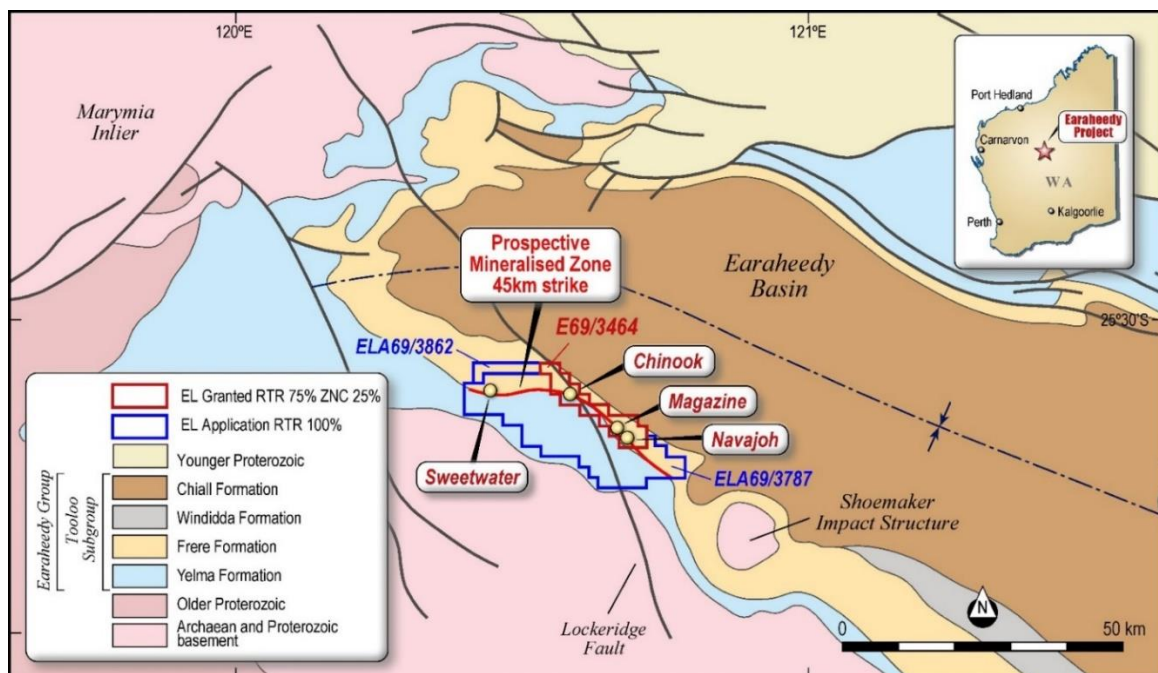 120°E
121°E
Marymia
Inlier
Port Hedland
Earaheedy
Project
Carnarvon
WA
Perth
Kalgoorlie
Prospective
Mineralised Zone
45km strike
Earaheedy
Basin
25°30'S
E69/3464
ELA69/3862
Chinook
Magazine
Navajoh
Sweetwater
ELA69/3787
Shoemaker
Impact Structure
Lockeridge
Fault
EL Granted RTR 75% ZNC 25%
EL Application RTR 100%
Younger Proterozoic
Earaheedy Group
Tooloo
Subgroup
Chiall Formation
Windidda Formation
Frere Formation
Yelma Formation
Older Proterozoic
Archaean and Proterozoic
basement
N
0
50 km